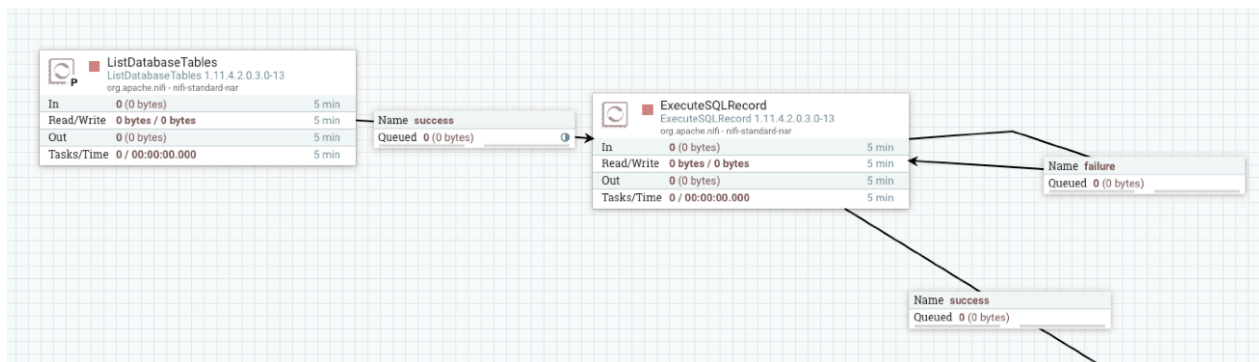 ListDatabaseTables
ListDatabaseTables 1.11.4.2.0.3.0-13
org.apache.nifi - nifi-standard-nar
P
In 0 (0 bytes) 5 min
Read/Write 0 bytes / 0 bytes 5 min
Out 0 (0 bytes) 5 min
Tasks/Time 0 / 00:00:00.000 5 min
Name success
Queued 0 (0 bytes)
ExecuteSQLRecord
ExecuteSQLRecord 1.11.4.2.0.3.0-13
org.apache.nifi - nifi-standard-nar
In 0 (0 bytes) 5 min
Read/Write 0 bytes / 0 bytes 5 min
Out 0 (0 bytes) 5 min
Tasks/Time 0 / 00:00:00.000 5 min
Name failure
Queued 0 (0 bytes)
Name success
Queued 0 (0 bytes)